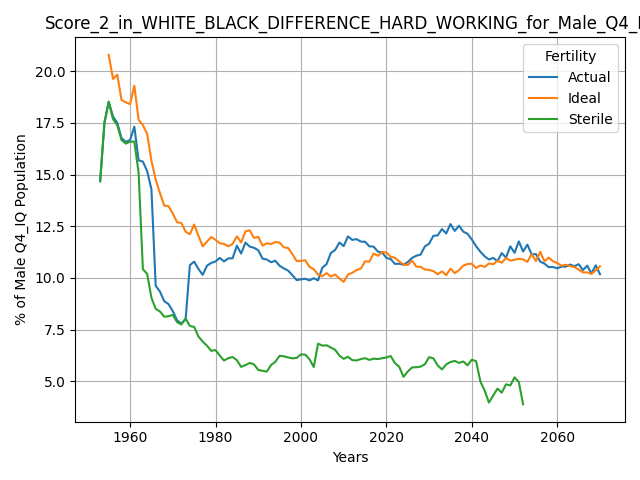 Score_2_in_WHITE_BLACK_DIFFERENCE_HARD_WORKING_for_Male_Q4_I
Fertility
Actual
Ideal
Sterile
% of Male Q4_IQ Population
20.0
17.5
15.0
12.5
10.0
7.5
5.0
1960
1980
2000
2020
2040
2060
Years